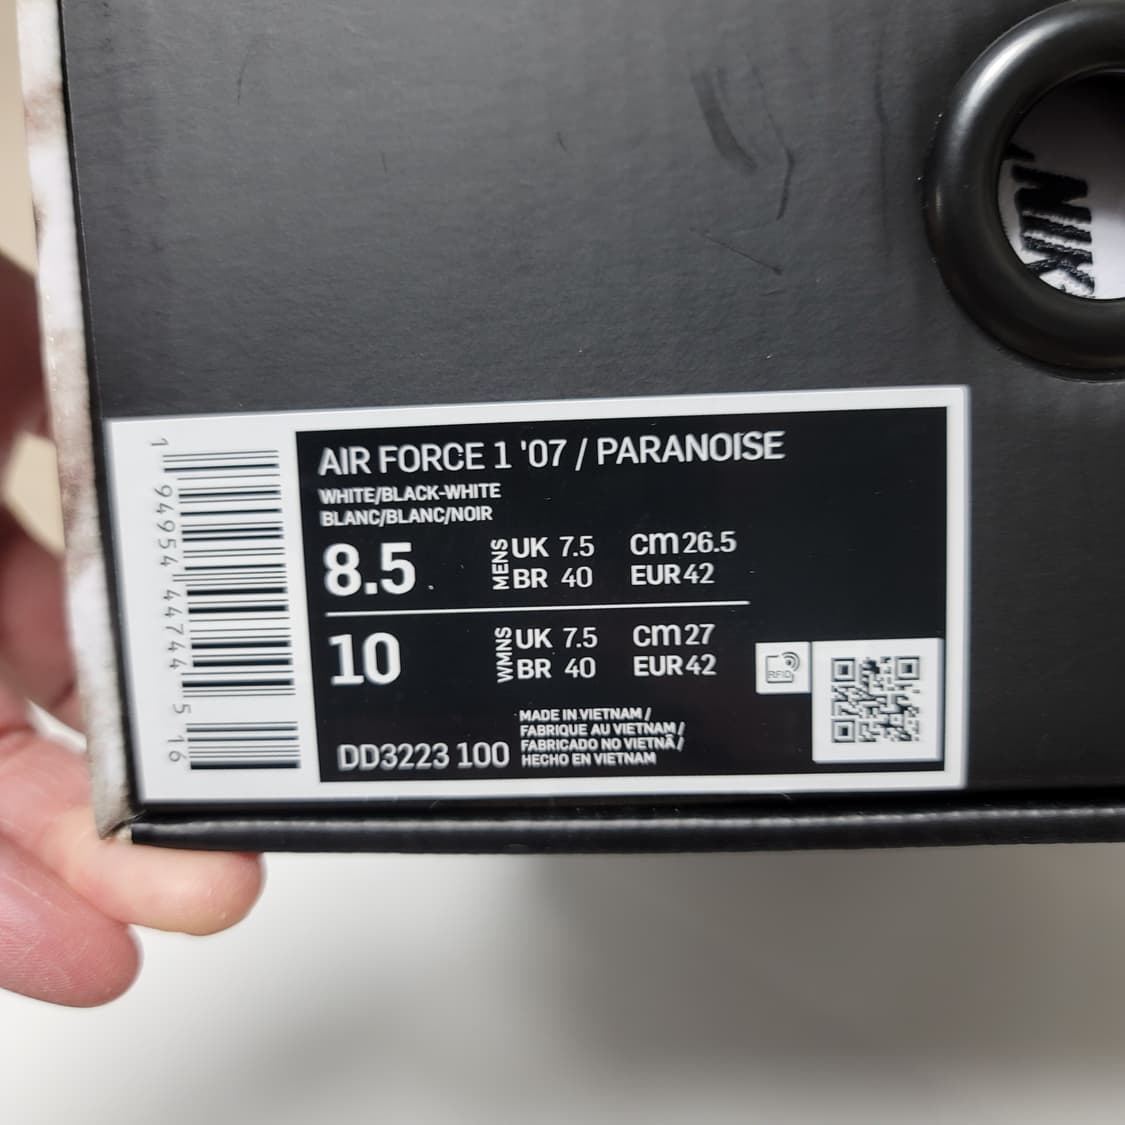 NIK
AIR FORCE 1 '07 / PARANOISE
WHITE/BLACK-WHITE
BLANC/BLANC/NOIR
8.5 MENS UK 7.5 cm 26.5
BR 40 EUR 42
10 WMNS UK 7.5 cm 27
BR 40 EUR 42
MADE IN VIETNAM /
FABRIQUE AU VIETNAM /
FABRICADO NO VIETNÃ /
HECHO EN VIETNAM
DD3223 100
RFID
1 94954 44744 5 16